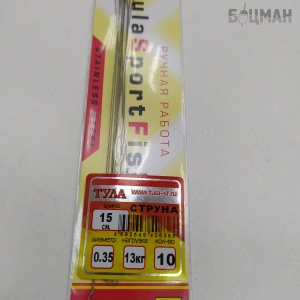 БОЦМАН
ulaSportFis
STAINLESS
РУЧНАЯ РАБОТА
ТУЛА
www.tula-sf.ru
СТРУНА
15
СМ.
диаметр нагрузка кол-во
0.35 13кг 10